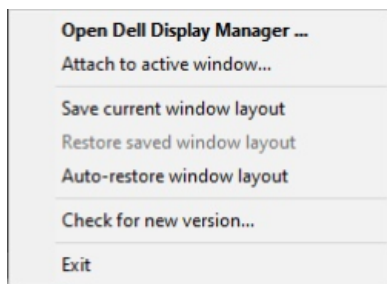 Open Dell Display Manager ...
Attach to active window...
Save current window layout
Restore saved window layout
Auto-restore window layout
Check for new version...
Exit